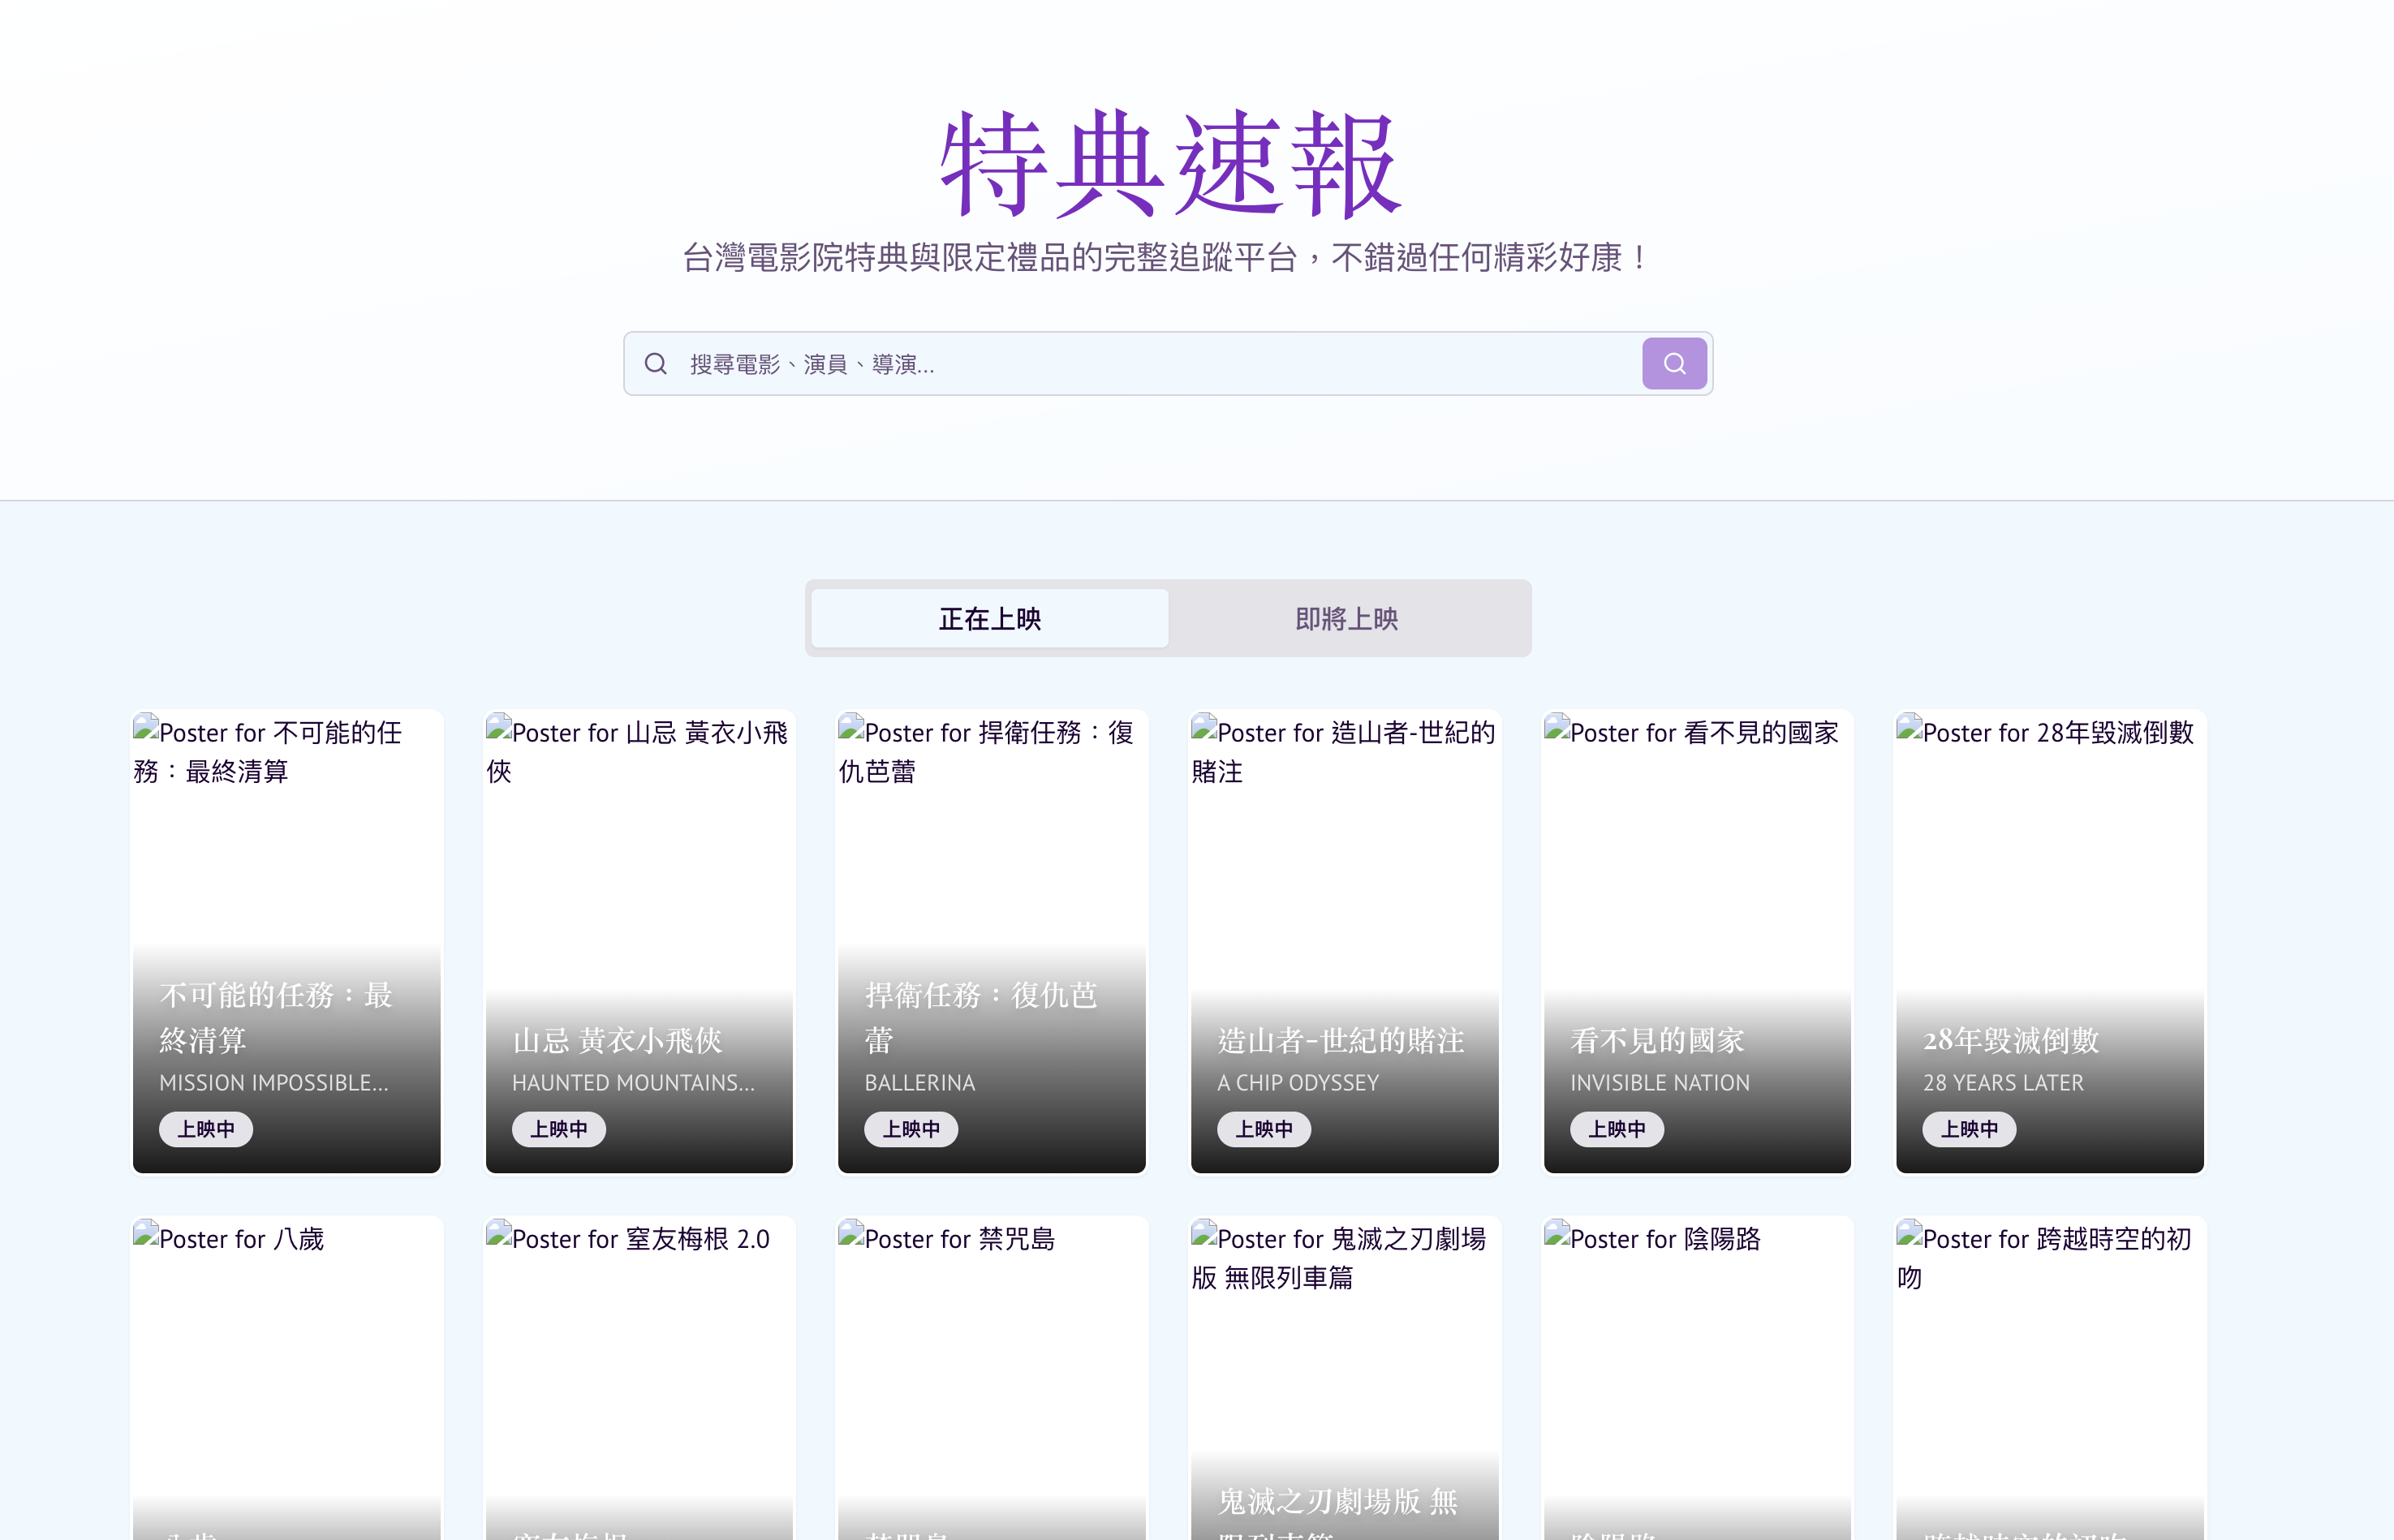 特典速報
台灣電影院特典與限定禮品的完整追蹤平台，不錯過任何精彩好康！
搜尋電影、演員、導演...
正在上映
即將上映
Poster for 不可能的任
務：最終清算
不可能的任務：最
終清算
MISSION IMPOSSIBLE...
上映中
Poster for 山忌 黃衣小飛
俠
山忌 黃衣小飛俠
HAUNTED MOUNTAINS...
上映中
Poster for 捍衛任務：復
仇芭蕾
捍衛任務：復仇芭
蕾
BALLERINA
上映中
Poster for 造山者-世紀的
賭注
造山者-世紀的賭注
A CHIP ODYSSEY
上映中
Poster for 看不見的國家
看不見的國家
INVISIBLE NATION
上映中
Poster for 28年毀滅倒數
28年毀滅倒數
28 YEARS LATER
上映中
Poster for 八歲
Poster for 窒友梅根 2.0
Poster for 禁咒島
Poster for 鬼滅之刃劇場
版 無限列車篇
鬼滅之刃劇場版 無
Poster for 陰陽路
Poster for 跨越時空的初
吻